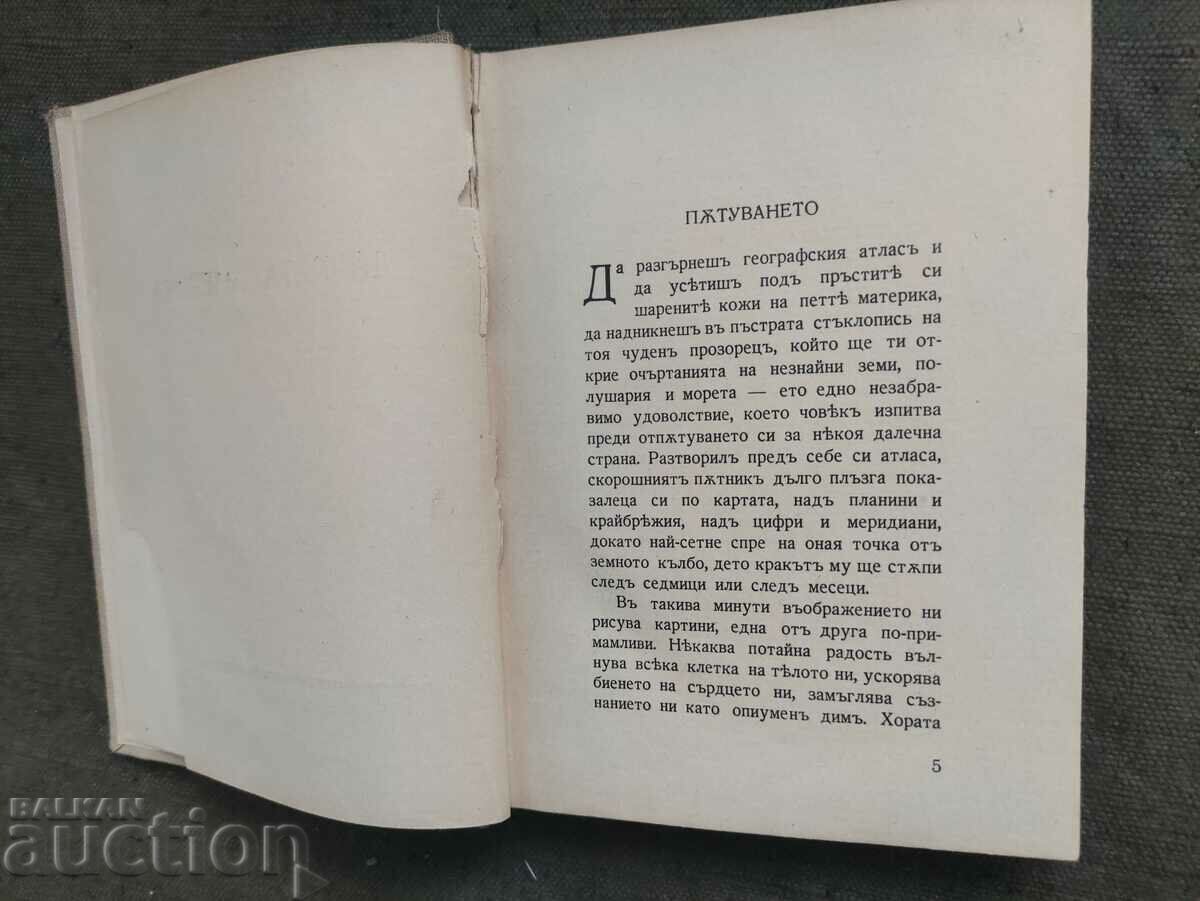 ПѪТУВАНЕТО
Да разгърнешъ географския атласъ и
да усѣтишъ подъ пръститѣ си
шаренитѣ кожи на петтѣ материка,
да надникнешъ въ пъстрата стъклопись на
тоя чуденъ прозорецъ, който ще ти от-
крие очъртанията на незнайни земи, по-
лушария и морета — ето едно незабра-
вимо удоволствие, което човѣкъ изпитва
преди отпѫтуването си за нѣкоя далечна
страна. Разтворилъ предъ себе си атласа,
скорошниятъ пѫтникъ дълго плъзга пока-
залеца си по картата, надъ планини и
крайбрѣжия, надъ цифри и меридиани,
докато най-сетне спре на оная точка отъ
земното кълбо, дето кракътъ му ще стѫпи
следъ седмици или следъ месеци.
Въ такива минути въображението ни
рисува картини, една отъ друга по-при-
мамливи. Нѣкаква потайна радость въл-
нува всѣка клетка на тѣлото ни, ускорява
биенето на сърдцето ни, замъглява съз-
нанието ни като опиуменъ димъ. Хората
5
BALKAN
auction